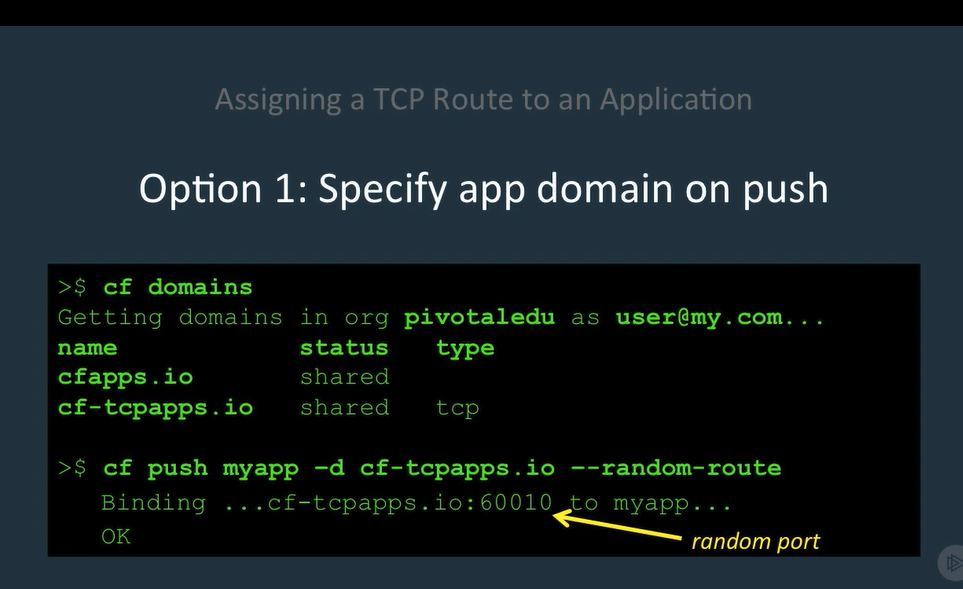 Assigning a TCP Route to an Application
Option 1: Specify app domain on push
>$ cf domains
Getting domains in org pivotaledu as user@my.com...
name status type
cfapps.io shared
cf-tcpapps.io shared tcp
>$ cf push myapp –d cf-tcpapps.io –-random-route
Binding ...cf-tcpapps.io:60010 to myapp...
OK
random port